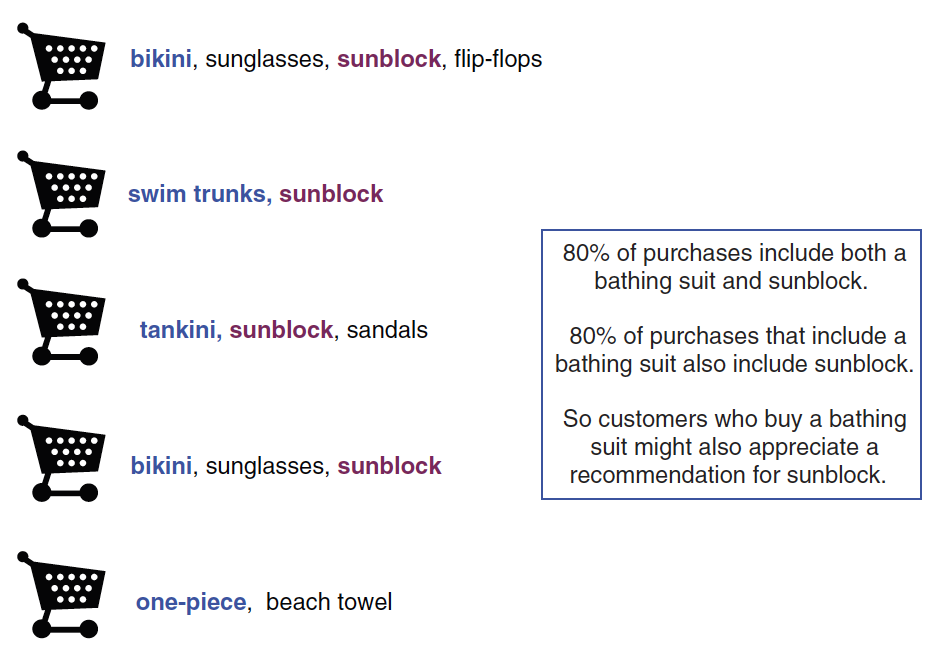 bikini, sunglasses, sunblock, flip-flops
swim trunks, sunblock
tankini, sunblock, sandals
bikini, sunglasses, sunblock
one-piece, beach towel
80% of purchases include both a
bathing suit and sunblock.
80% of purchases that include a
bathing suit also include sunblock.
So customers who buy a bathing
suit might also appreciate a
recommendation for sunblock.